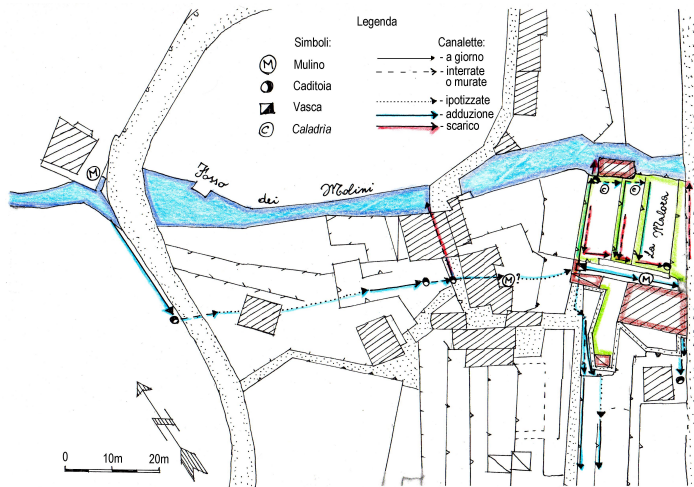 Legenda
Simboli:
M Mulino
Caditoia
Vasca
C Caladria
Canalette:
- a giorno
- interrate
o murate
- ipotizzate
- adduzione
- scarico
M
Fosso
dei
Molini
C
C
La Malora
M?
M
0 10m 20m